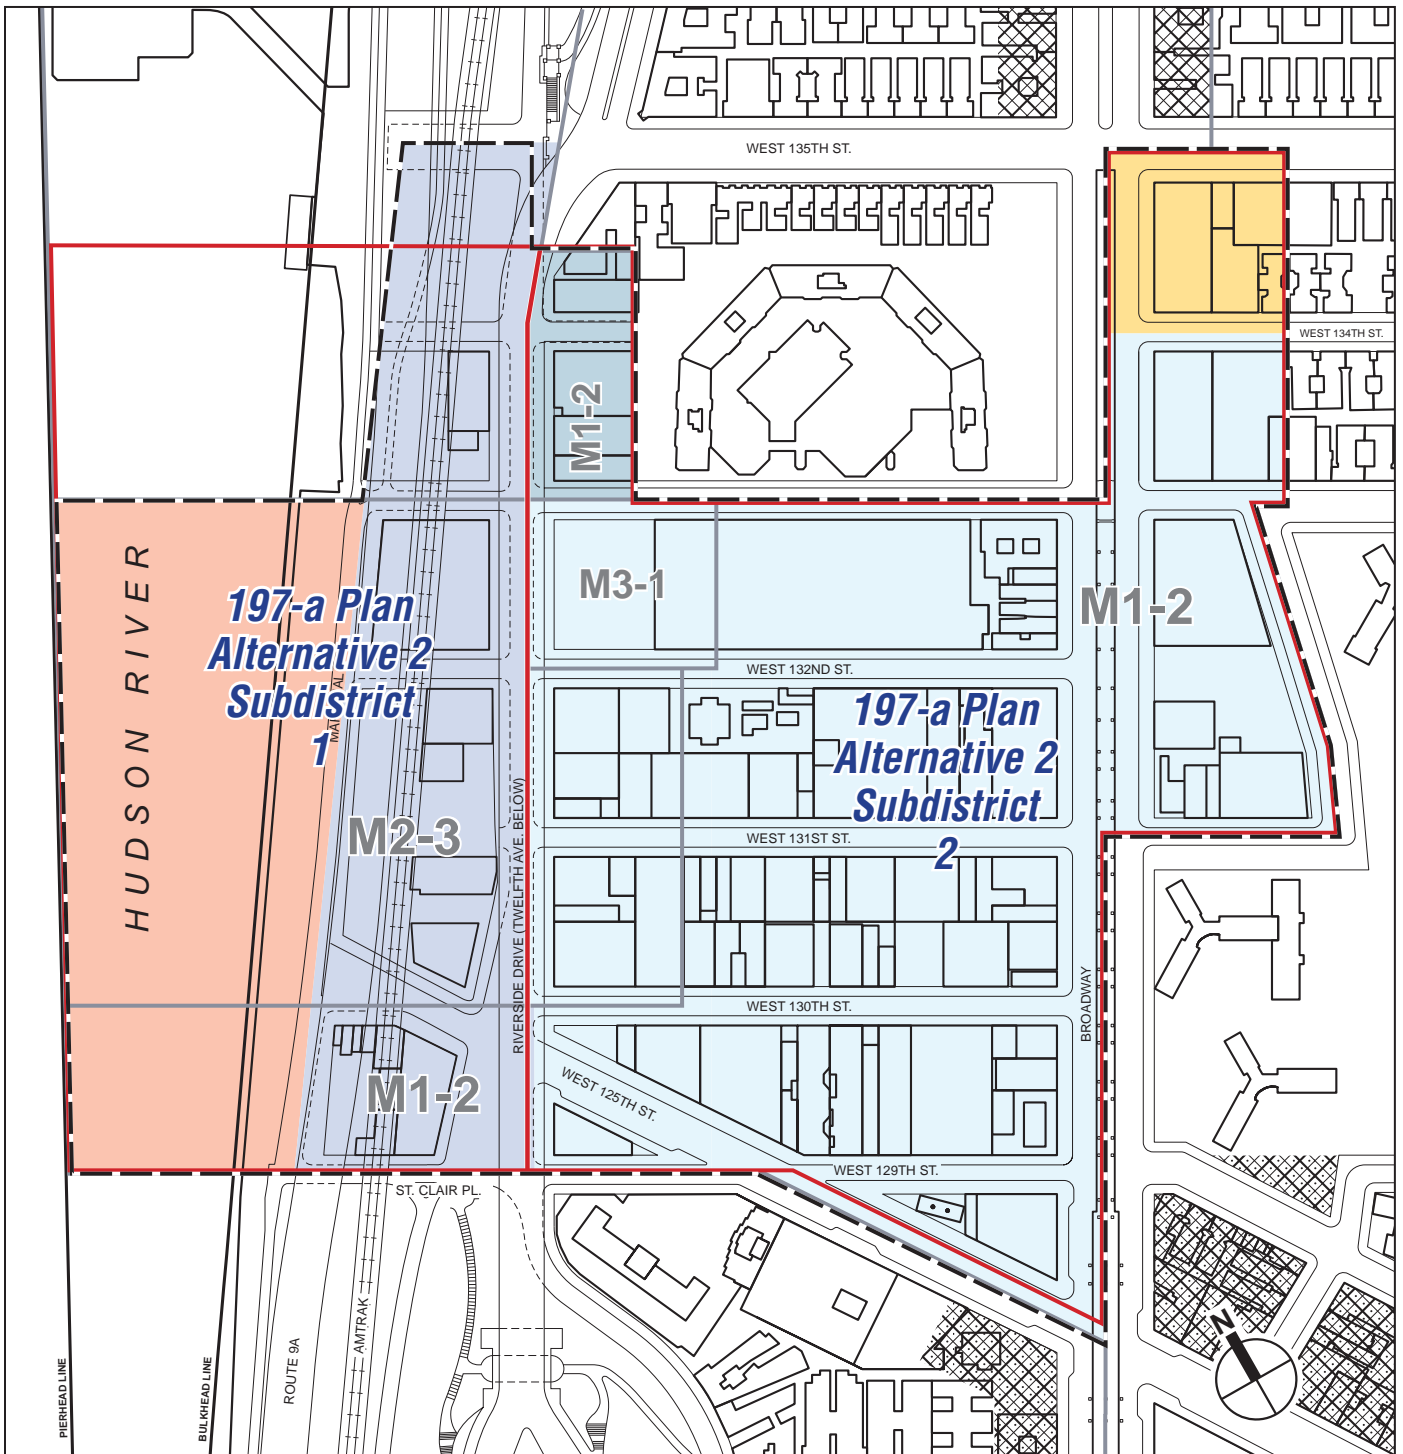 WEST 135TH ST.
WEST 134TH ST.
M1-2
HUDSON RIVER
197-a Plan
Alternative 2
Subdistrict
1
M3-1
M1-2
WEST 132ND ST.
197-a Plan
Alternative 2
Subdistrict
2
M2-3
WEST 131ST ST.
RIVERSIDE DRIVE (TWELFTH AVE. BELOW)
BROADWAY
WEST 130TH ST.
M1-2
WEST 125TH ST.
WEST 129TH ST.
ST. CLAIR PL.
PIERHEAD LINE
BULKHEAD LINE
ROUTE 9A
AMTRAK
N